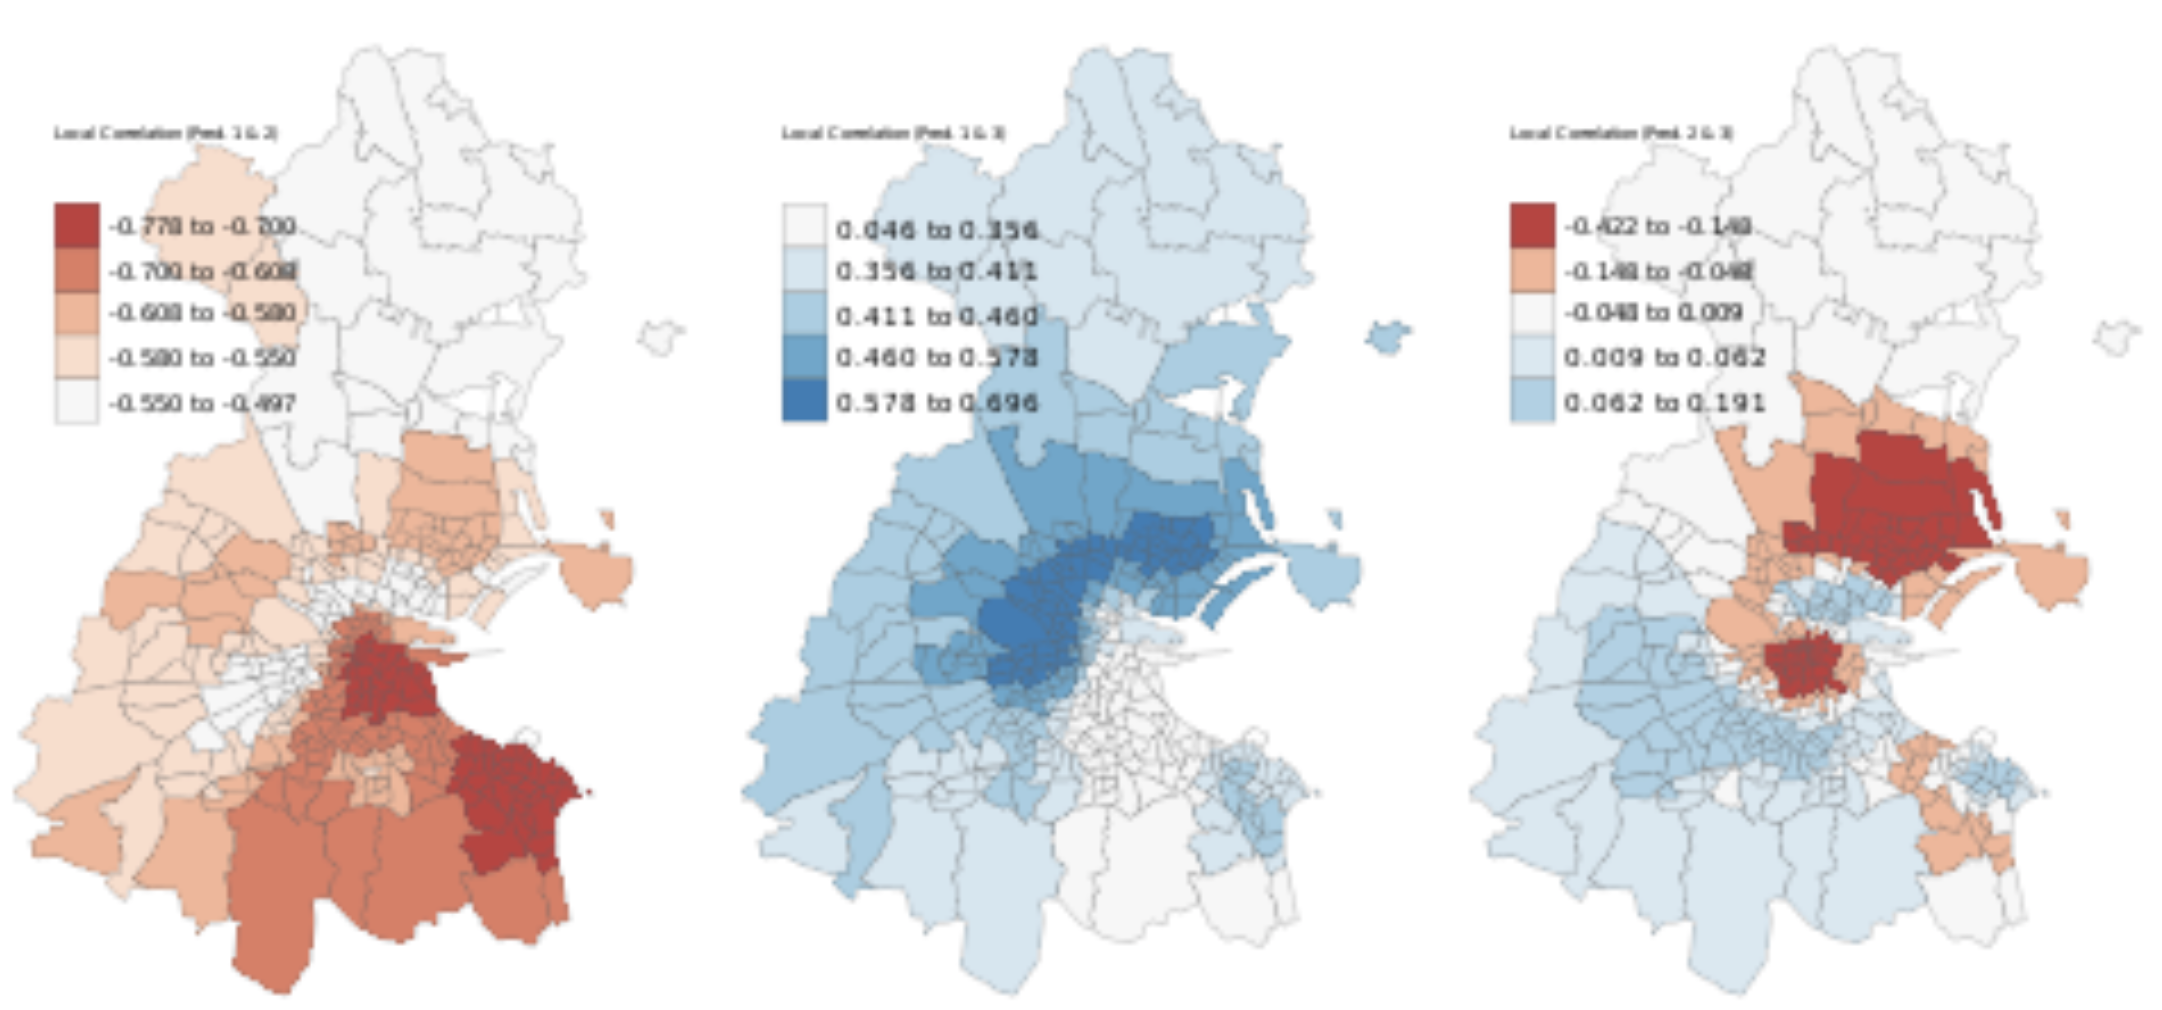 Local Correlation (Pred. 1 & 2)
-0.778 to -0.700
-0.700 to -0.608
-0.608 to -0.580
-0.580 to -0.550
-0.550 to -0.497
Local Correlation (Pred. 1 & 3)
0.046 to 0.356
0.356 to 0.411
0.411 to 0.460
0.460 to 0.578
0.578 to 0.696
Local Correlation (Pred. 2 & 3)
-0.422 to -0.148
-0.148 to -0.048
-0.048 to 0.009
0.009 to 0.062
0.062 to 0.191